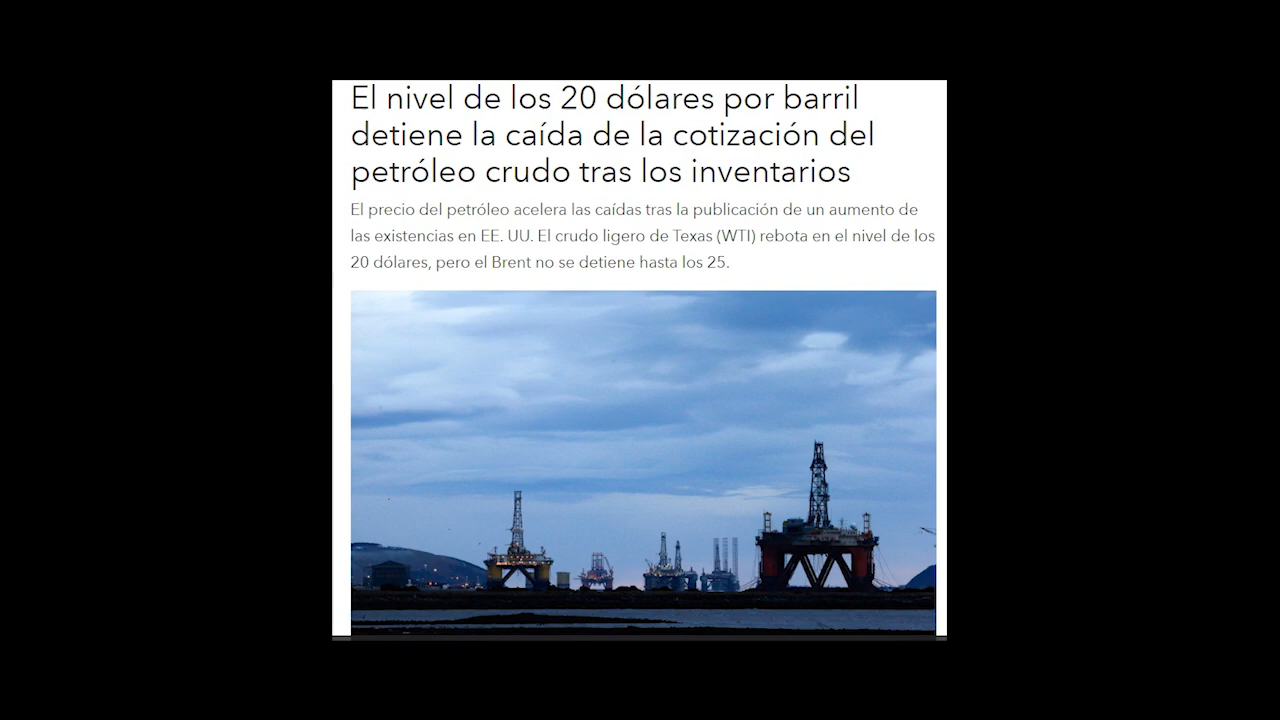 El nivel de los 20 dólares por barril
detiene la caída de la cotización del
petróleo crudo tras los inventarios
El precio del petróleo acelera las caídas tras la publicación de un aumento de
las existencias en EE. UU. El crudo ligero de Texas (WTI) rebota en el nivel de los
20 dólares, pero el Brent no se detiene hasta los 25.